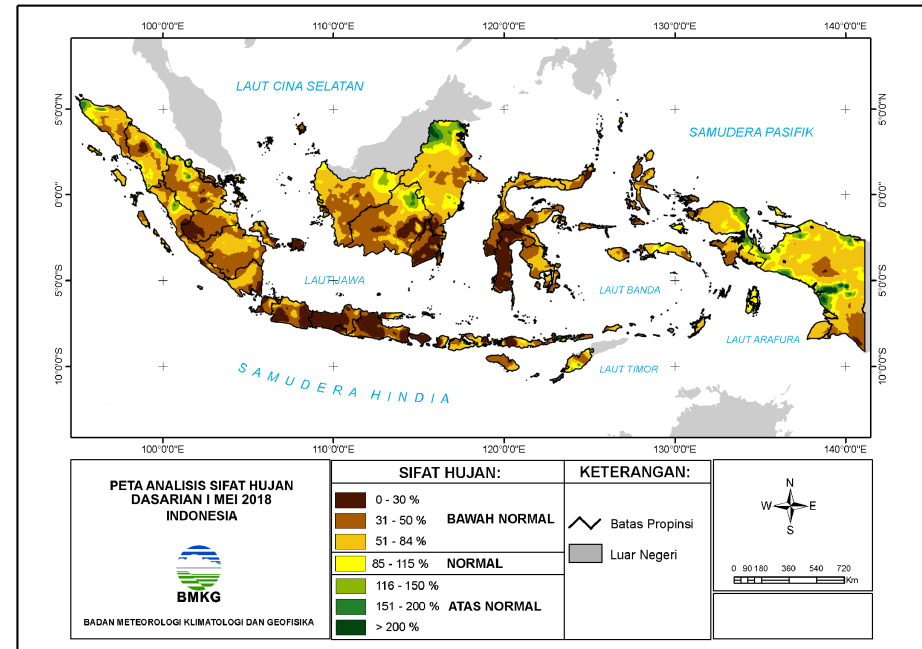 100°0'0"E 110°0'0"E 120°0'0"E 130°0'0"E 140°0'0"E
5°0'0"N 5°0'0"N
0°0'0" 0°0'0"
5°0'0"S 5°0'0"S
10°0'0"S 10°0'0"S
LAUT CINA SELATAN
SAMUDERA PASIFIK
LAUT JAWA
LAUT BANDA
LAUT ARAFURA
LAUT TIMOR
SAMUDERA HINDIA
100°0'0"E 110°0'0"E 120°0'0"E 130°0'0"E 140°0'0"E
PETA ANALISIS SIFAT HUJAN
DASARIAN I MEI 2018
INDONESIA
BMKG
BADAN METEOROLOGI KLIMATOLOGI DAN GEOFISIKA
SIFAT HUJAN:
0 - 30 %
31 - 50 % BAWAH NORMAL
51 - 84 %
85 - 115 % NORMAL
116 - 150 %
151 - 200 % ATAS NORMAL
> 200 %
KETERANGAN:
Batas Propinsi
Luar Negeri
N
W E
S
0 90 180 360 540 720
Km